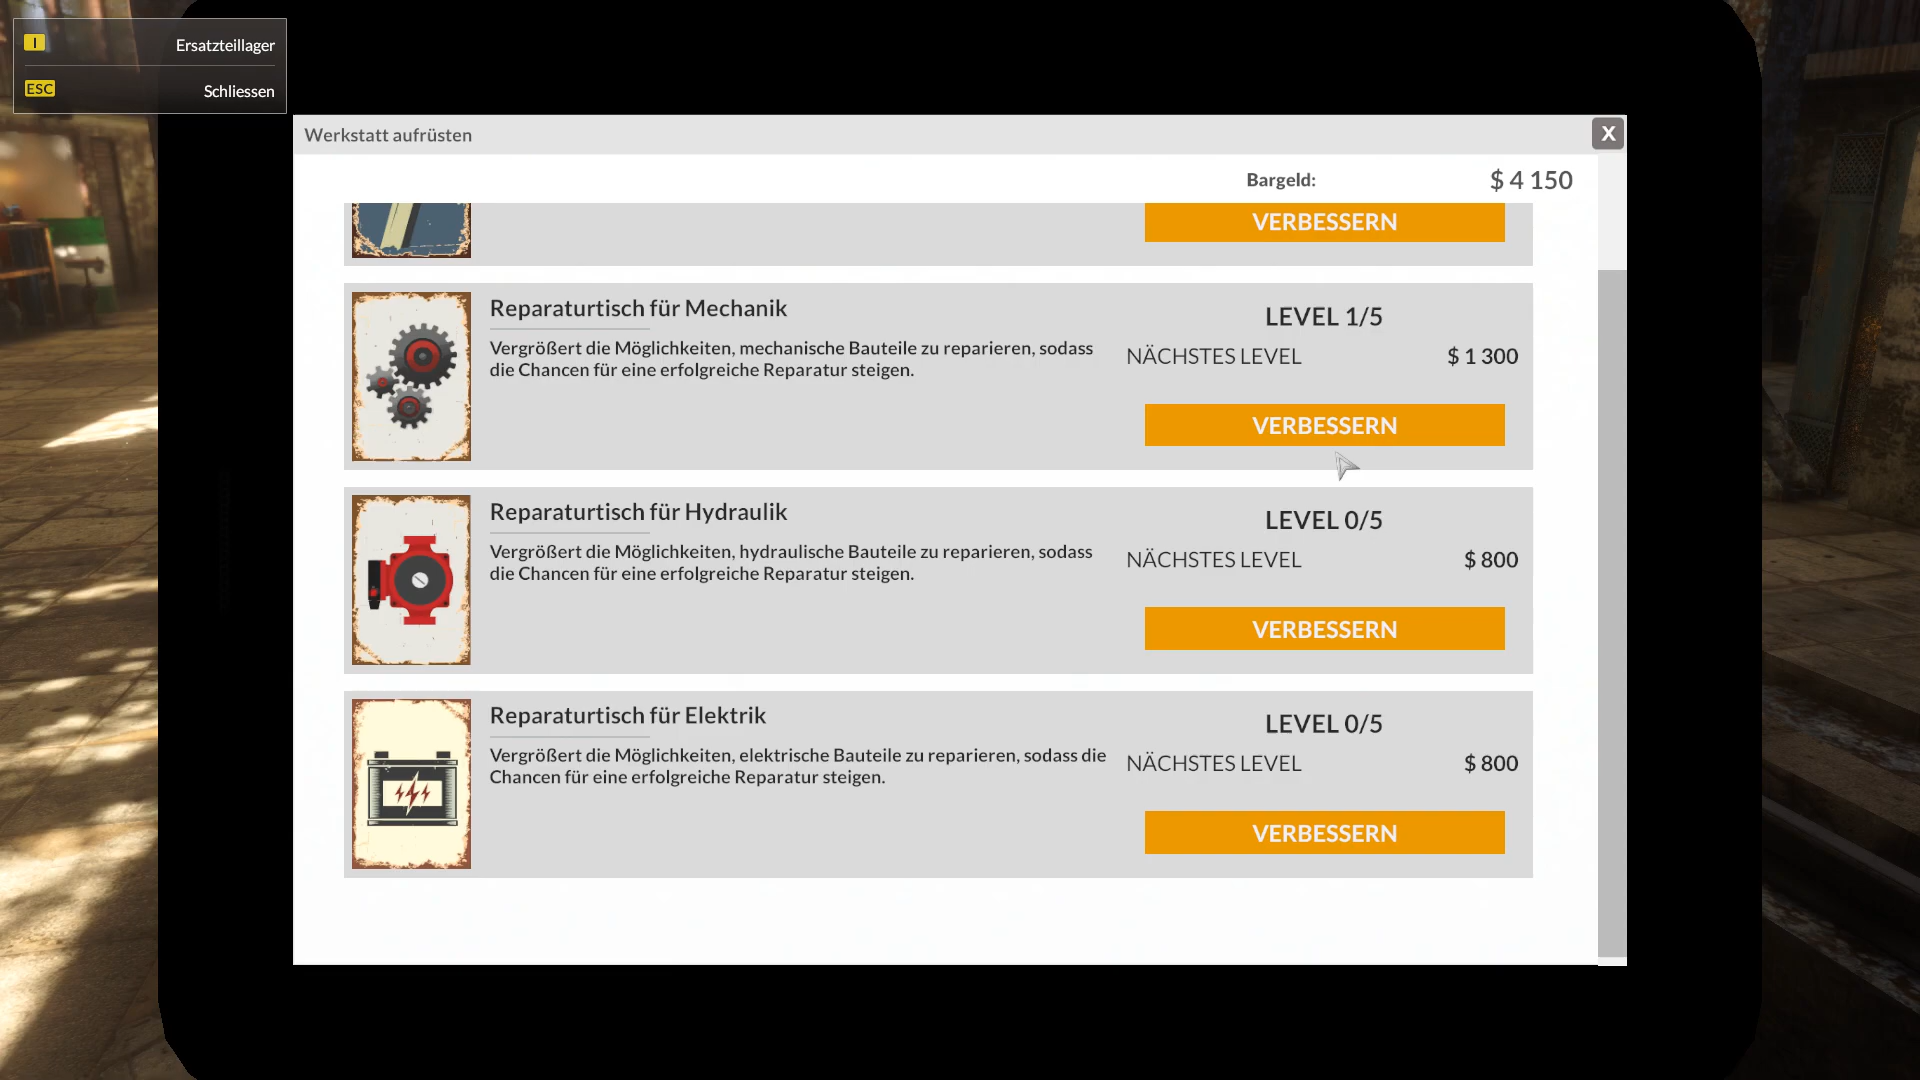 I Ersatzteillager
ESC Schliessen
Werkstatt aufrüsten
X
Bargeld: $ 4 150
VERBESSERN
Reparaturtisch für Mechanik
Vergrößert die Möglichkeiten, mechanische Bauteile zu reparieren, sodass
die Chancen für eine erfolgreiche Reparatur steigen.
LEVEL 1/5
NÄCHSTES LEVEL $ 1 300
VERBESSERN
Reparaturtisch für Hydraulik
Vergrößert die Möglichkeiten, hydraulische Bauteile zu reparieren, sodass
die Chancen für eine erfolgreiche Reparatur steigen.
LEVEL 0/5
NÄCHSTES LEVEL $ 800
VERBESSERN
Reparaturtisch für Elektrik
Vergrößert die Möglichkeiten, elektrische Bauteile zu reparieren, sodass die
Chancen für eine erfolgreiche Reparatur steigen.
LEVEL 0/5
NÄCHSTES LEVEL $ 800
VERBESSERN